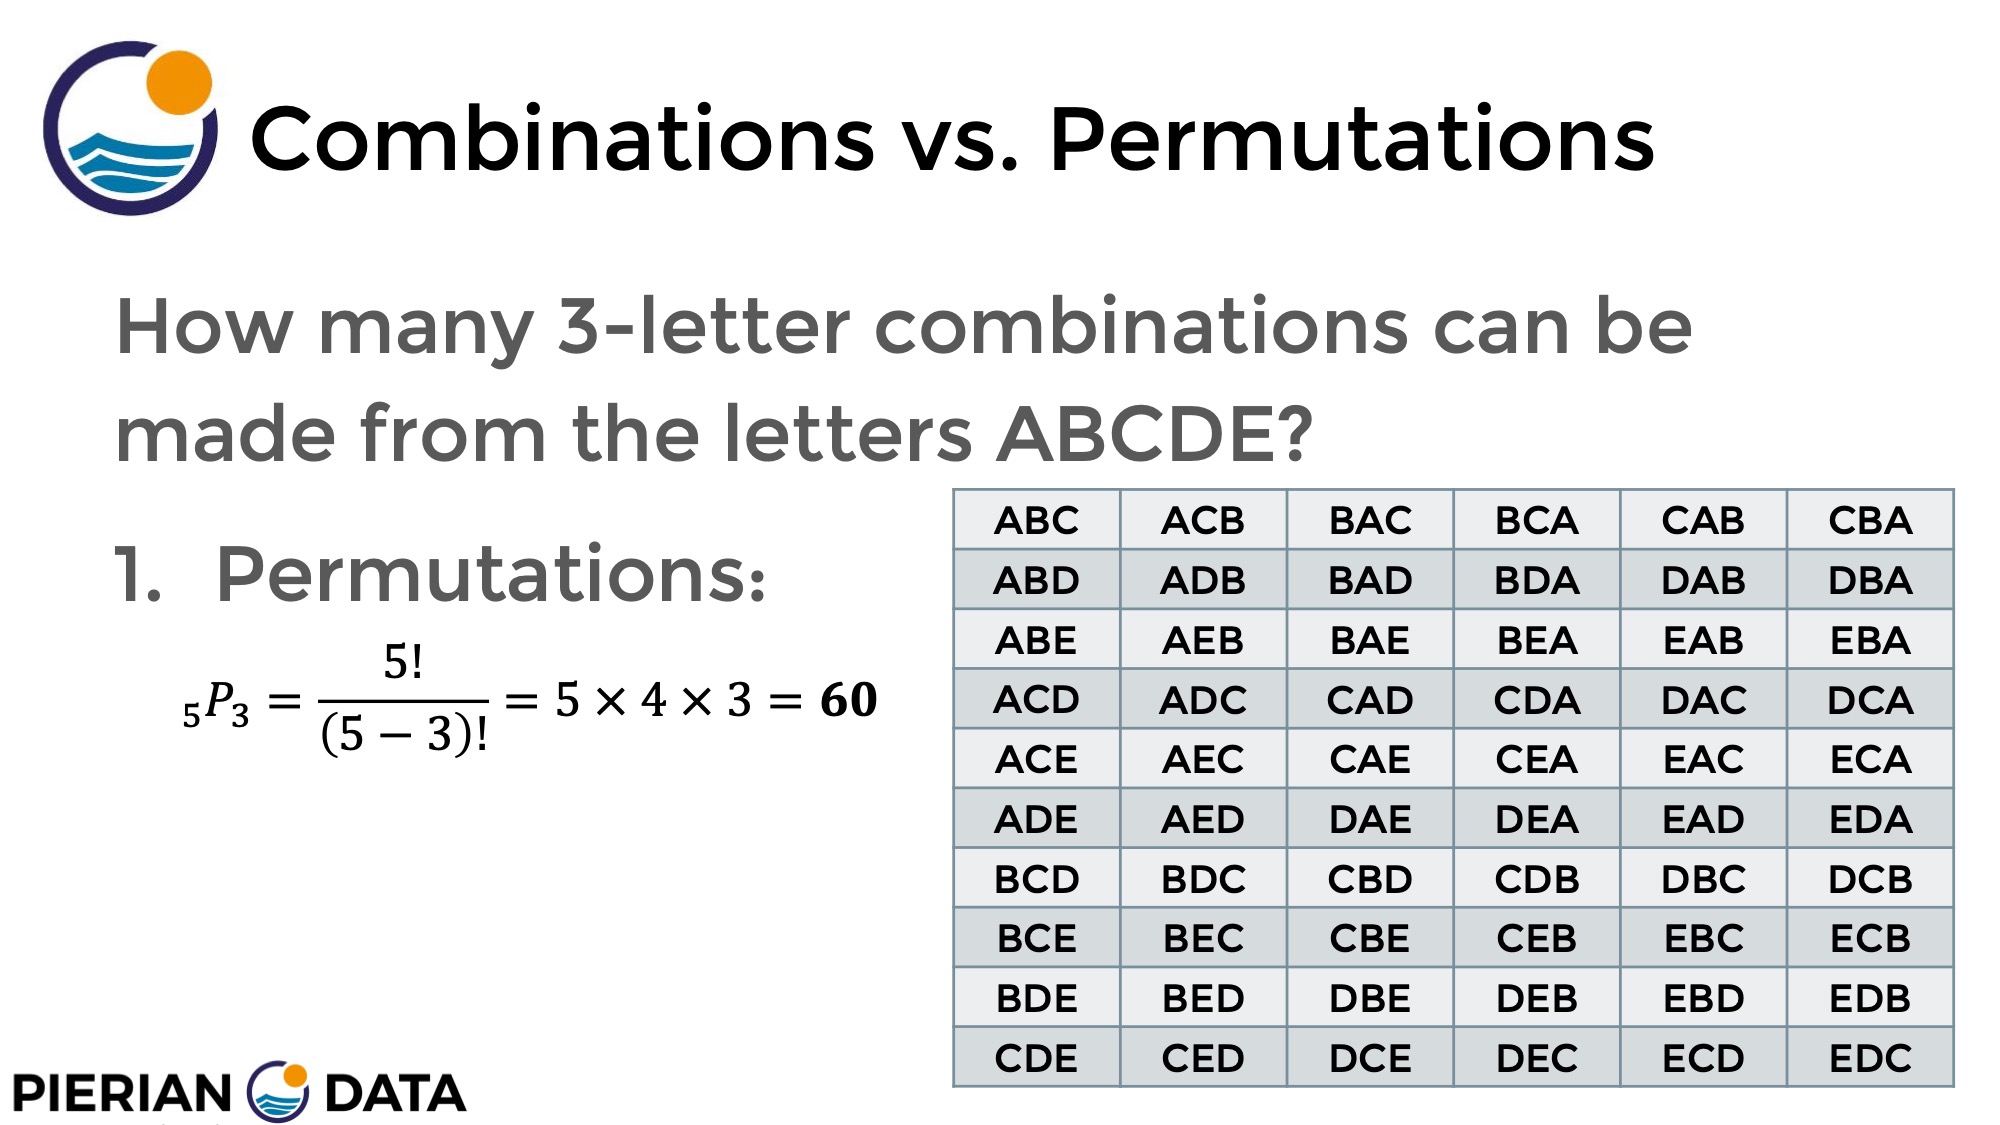 Combinations vs. Permutations
How many 3-letter combinations can be
made from the letters ABCDE?
1. Permutations:
₅P₃ = 5! / (5 − 3)! = 5 × 4 × 3 = 60
ABC ACB BAC BCA CAB CBA
ABD ADB BAD BDA DAB DBA
ABE AEB BAE BEA EAB EBA
ACD ADC CAD CDA DAC DCA
ACE AEC CAE CEA EAC ECA
ADE AED DAE DEA EAD EDA
BCD BDC CBD CDB DBC DCB
BCE BEC CBE CEB EBC ECB
BDE BED DBE DEB EBD EDB
CDE CED DCE DEC ECD EDC
PIERIAN DATA